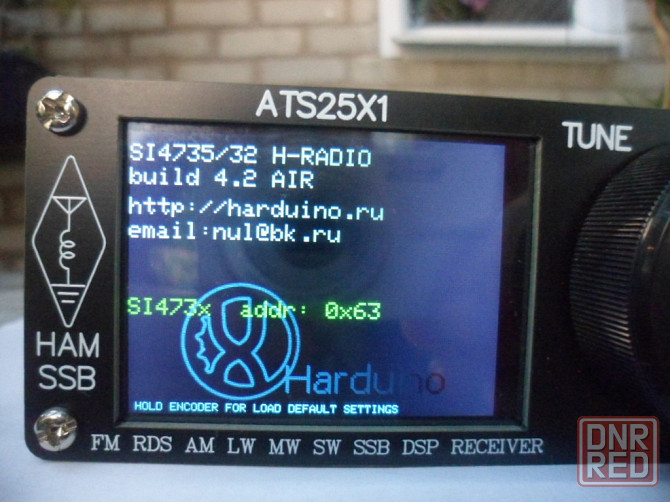 ATS25X1
TUNE
SI4735/32 H-RADIO
build 4.2 AIR
http://harduino.ru
email:nul@bk.ru
SI473x addr: 0x63
Harduino
HOLD ENCODER FOR LOAD DEFAULT SETTINGS
HAM
SSB
FM RDS AM LW MW SW SSB DSP RECEIVER
DNR
RED